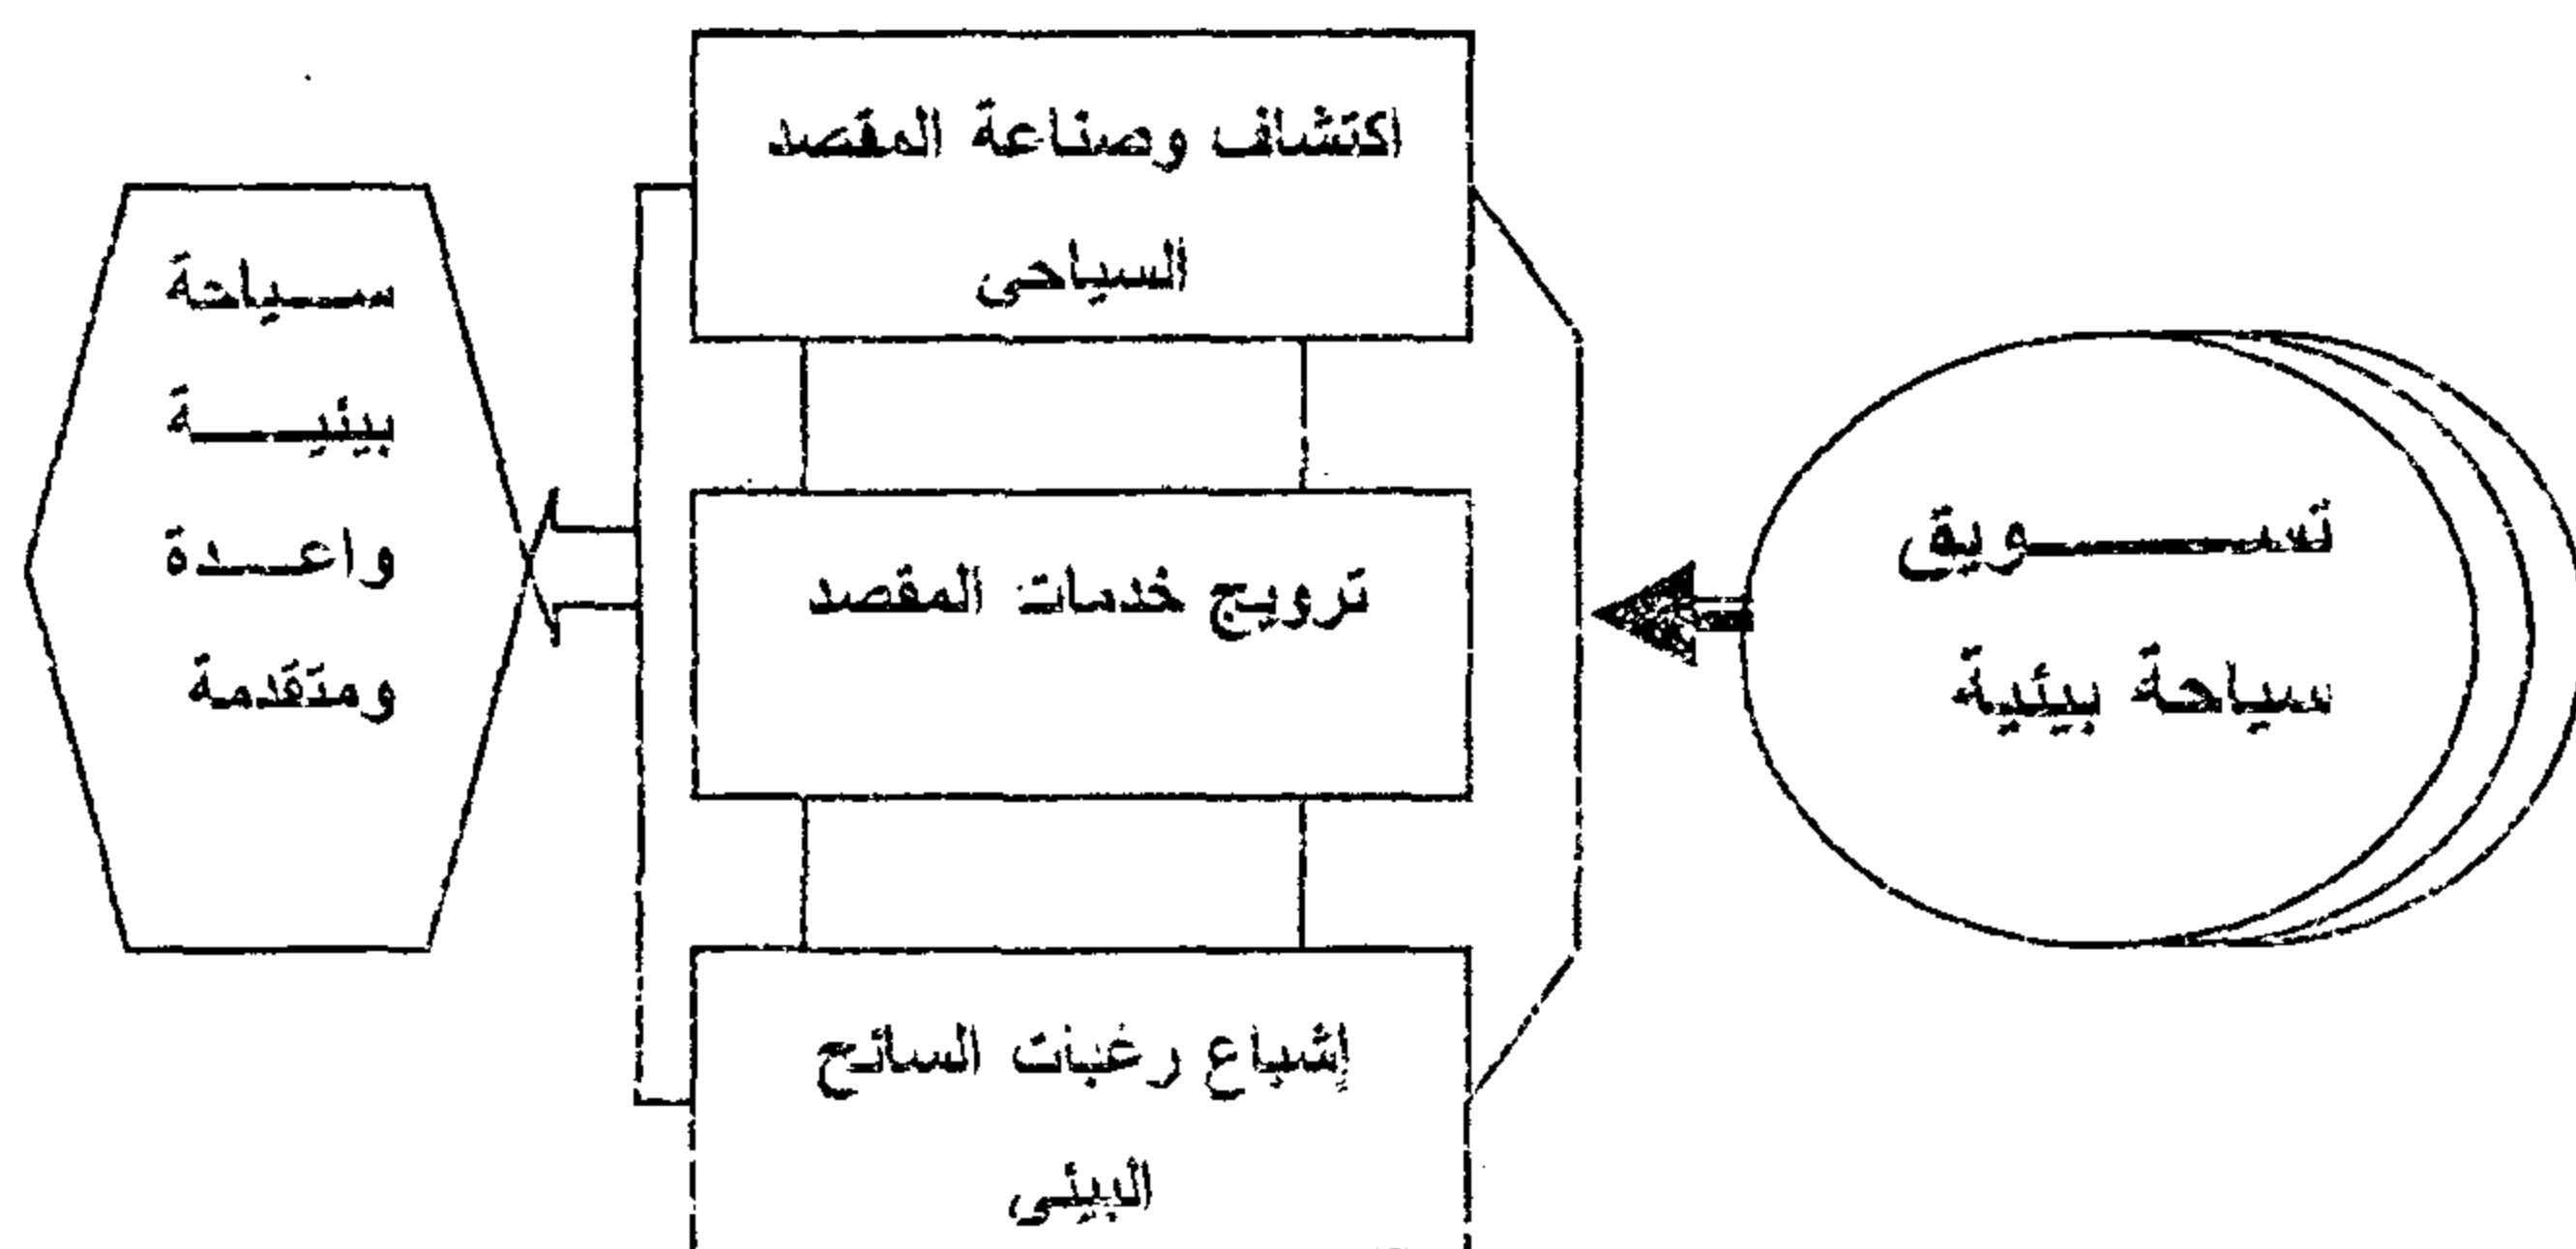 تسويق
سياحة بيئية
اكتشاف وصناعة المقصد
السياحى
ترويج خدمات المقصد
إشباع رغبات السائح
البيئى
سياحة
بيئية
واعدة
ومتقدمة